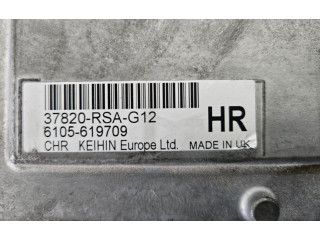 37820-RSA-G12
6105-619709
HR
CHR KEIHIN Europe Ltd. MADE IN UK